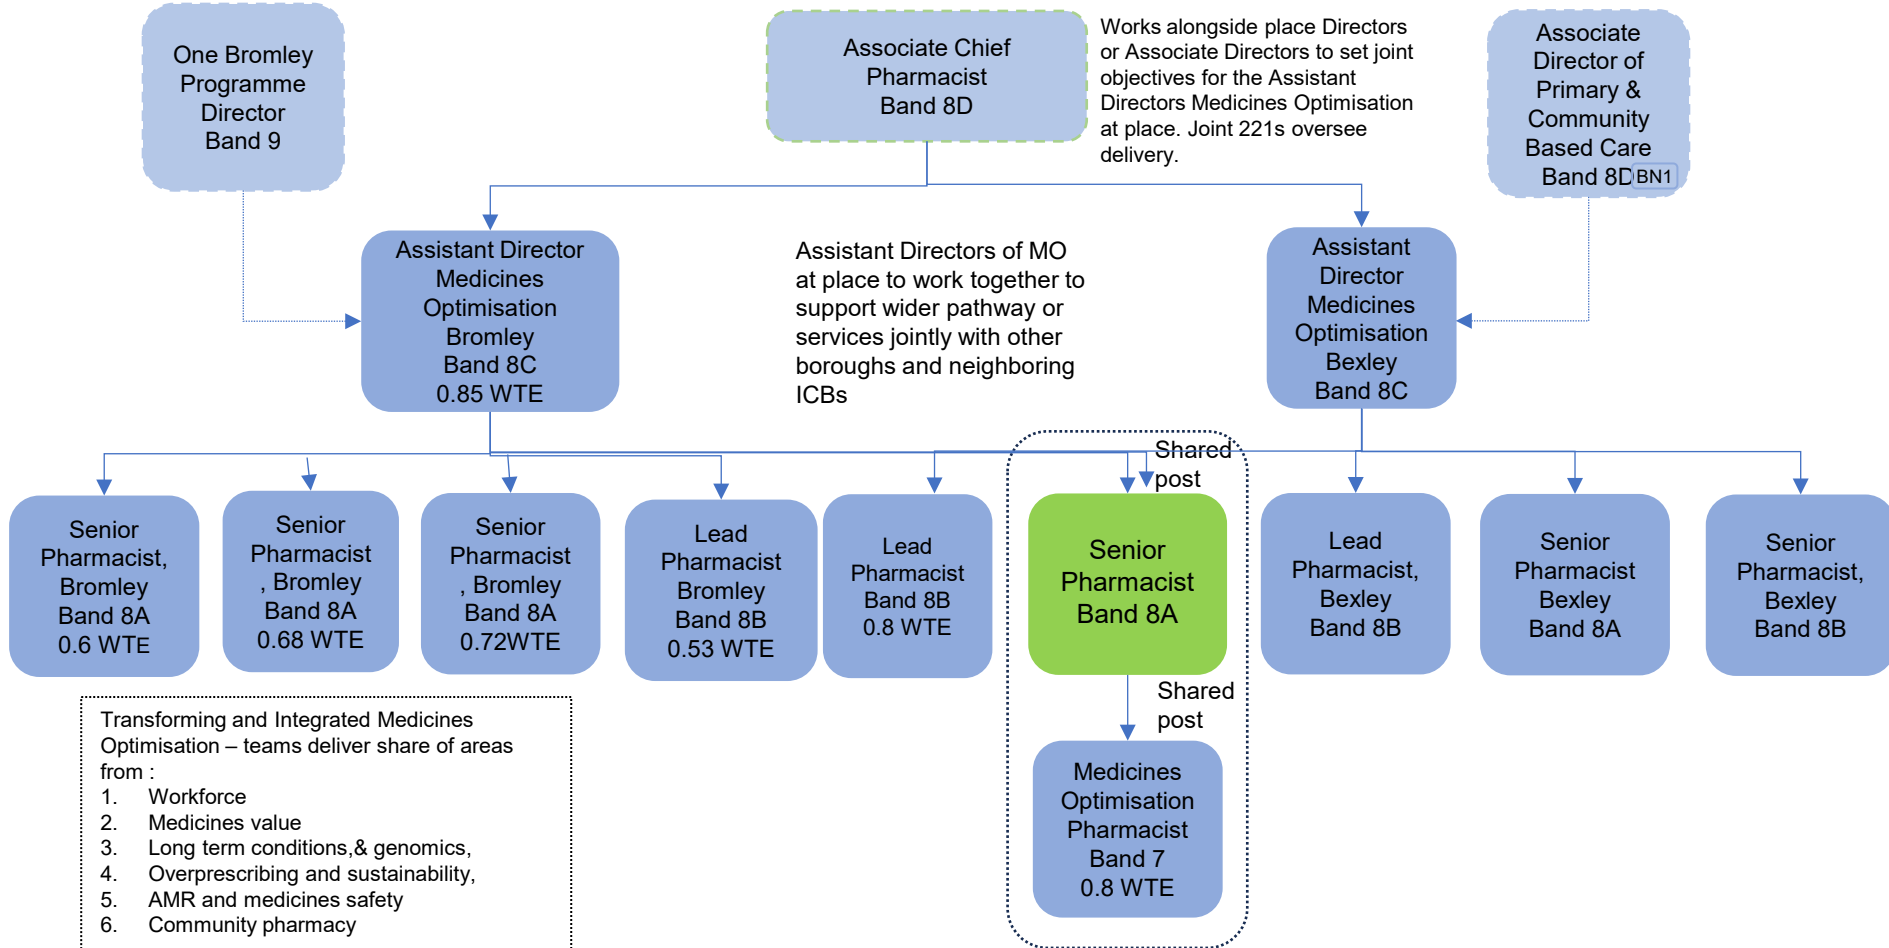 One Bromley
Programme
Director
Band 9
Associate Chief
Pharmacist
Band 8D
Works alongside place Directors
or Associate Directors to set joint
objectives for the Assistant
Directors Medicines Optimisation
at place. Joint 221s oversee
delivery.
Associate
Director of
Primary &
Community
Based Care
Band 8D
BN1
Assistant Director
Medicines
Optimisation
Bromley
Band 8C
0.85 WTE
Assistant Directors of MO
at place to work together to
support wider pathway or
services jointly with other
boroughs and neighboring
ICBs
Assistant
Director
Medicines
Optimisation
Bexley
Band 8C
Shared
post
Senior
Pharmacist,
Bromley
Band 8A
0.6 WTE
Senior
Pharmacist
, Bromley
Band 8A
0.68 WTE
Senior
Pharmacist
, Bromley
Band 8A
0.72WTE
Lead
Pharmacist
Bromley
Band 8B
0.53 WTE
Lead
Pharmacist
Band 8B
0.8 WTE
Senior
Pharmacist
Band 8A
Lead
Pharmacist,
Bexley
Band 8B
Senior
Pharmacist
Bexley
Band 8A
Senior
Pharmacist,
Bexley
Band 8B
Shared
post
Medicines
Optimisation
Pharmacist
Band 7
0.8 WTE
Transforming and Integrated Medicines
Optimisation – teams deliver share of areas
from :
1. Workforce
2. Medicines value
3. Long term conditions,& genomics,
4. Overprescribing and sustainability,
5. AMR and medicines safety
6. Community pharmacy